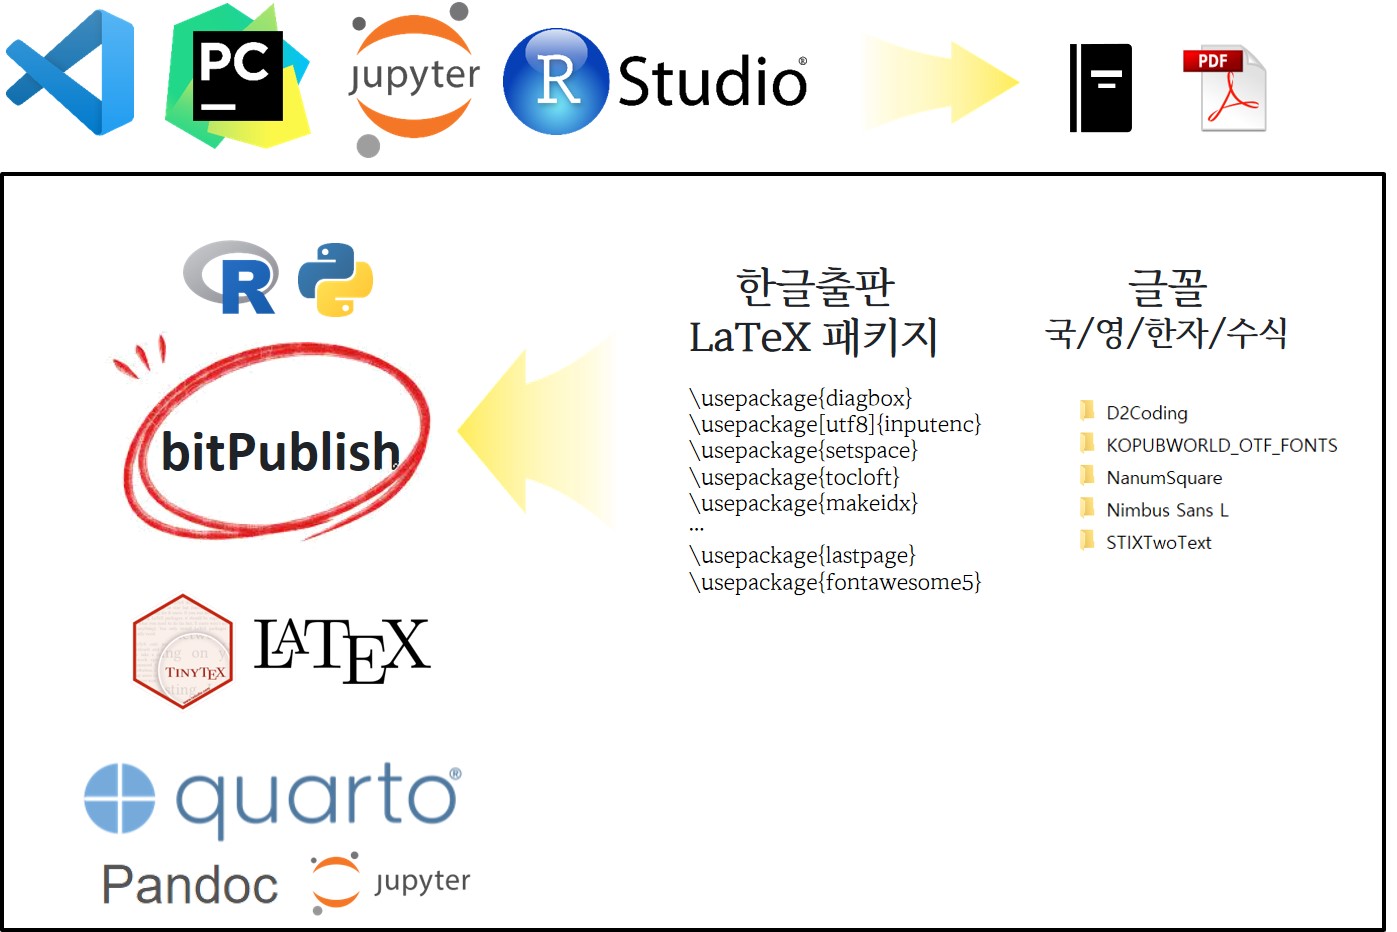 PC
jupyter
R Studio®
PDF
R
한글출판
LaTeX 패키지
글꼴
국/영/한자/수식
bitPublish
\usepackage{diagbox}
\usepackage[utf8]{inputenc}
\usepackage{setspace}
\usepackage{tocloft}
\usepackage{makeidx}
...
\usepackage{lastpage}
\usepackage{fontawesome5}
D2Coding
KOPUBWORLD_OTF_FONTS
NanumSquare
Nimbus Sans L
STIXTwoText
TINYTEX
LATEX
quarto®
Pandoc
jupyter